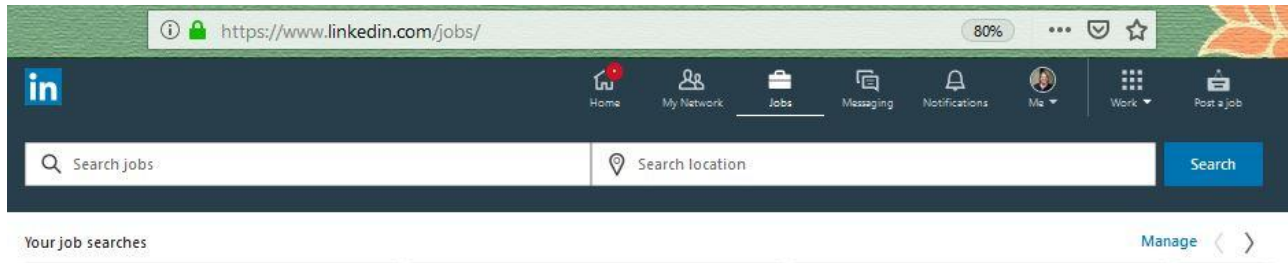 https://www.linkedin.com/jobs/ 80%
in
Home My Network Jobs Messaging Notifications Me Work Post a job
Search jobs Search location Search
Your job searches Manage